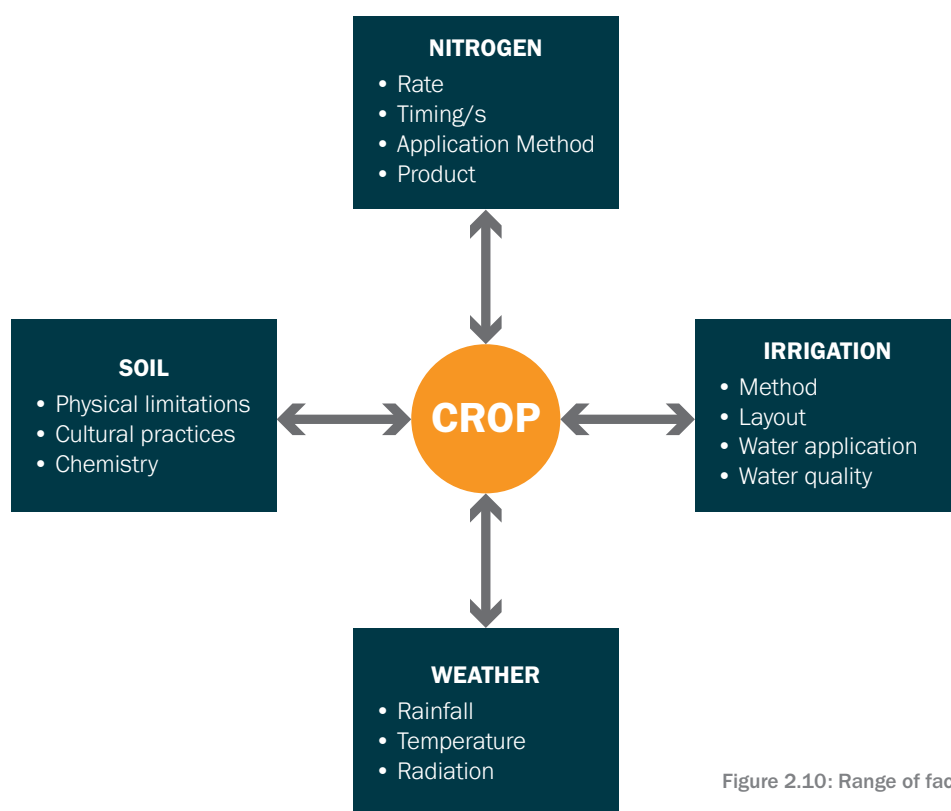 NITROGEN
• Rate
• Timing/s
• Application Method
• Product
SOIL
• Physical limitations
• Cultural practices
• Chemistry
CROP
IRRIGATION
• Method
• Layout
• Water application
• Water quality
WEATHER
• Rainfall
• Temperature
• Radiation
Figure 2.10: Range of fac